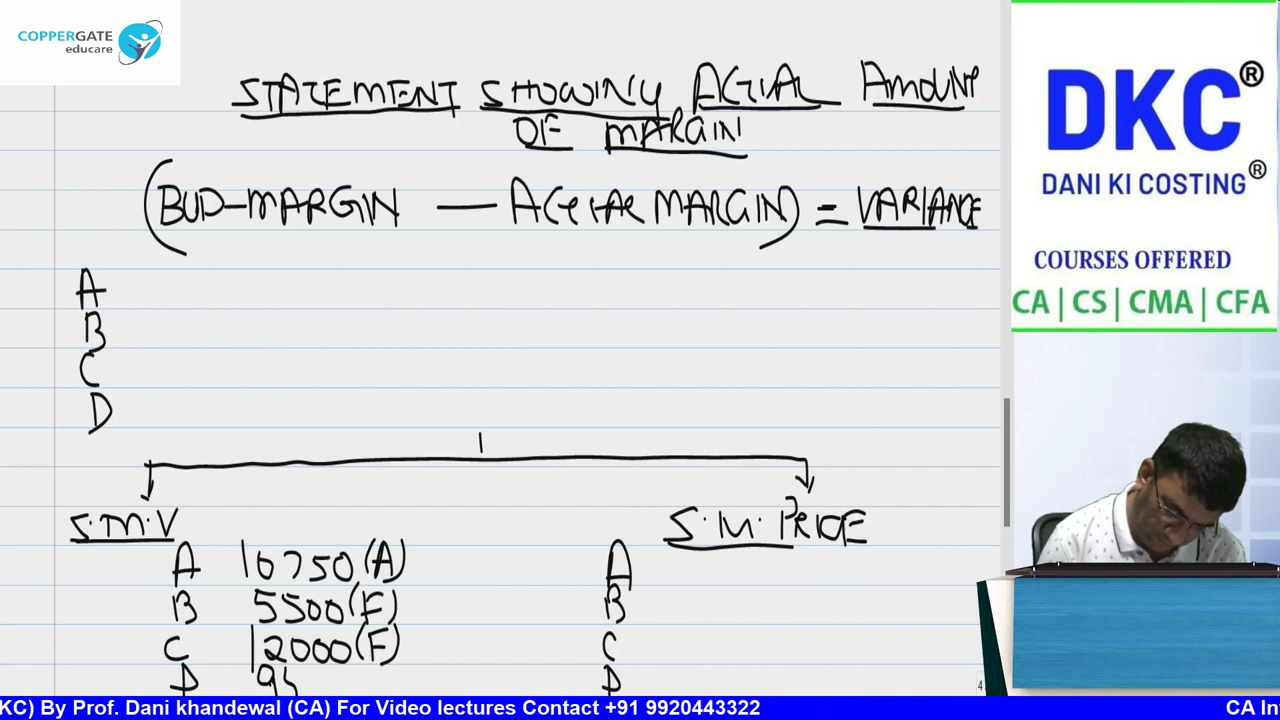 COPPERGATE
educare
STATEMENT SHOWING ACTUAL AMOUNT
OF MARGIN
(BUD-MARGIN — ACTUAL MARGIN) = VARIANCE
A
B
C
D
S.M.V
A 10750(A)
B 5500(F)
C 12000(F)
D 94
S.M. PRICE
A
B
C
D
4
DKC®
DANI KI COSTING®
COURSES OFFERED
CA | CS | CMA | CFA
KC) By Prof. Dani khandewal (CA) For Video lectures Contact +91 9920443322
CA In